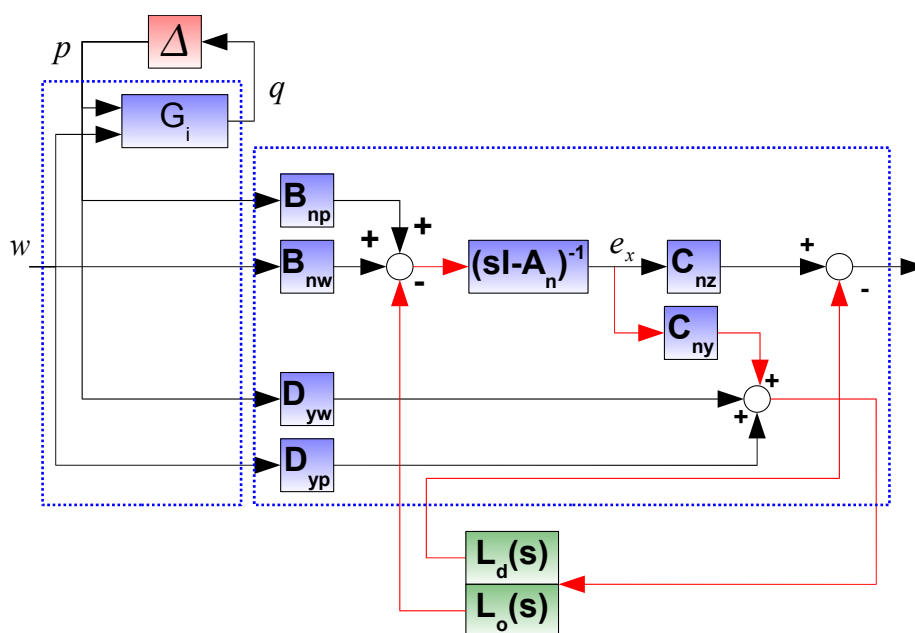 p
Δ
q
G_i
w
B_np
+
B_nw
+
-
(sI-A_n)^-1
e_x
C_nz
+
-
C_ny
+
D_yw
+
D_yp
L_d(s)
L_o(s)